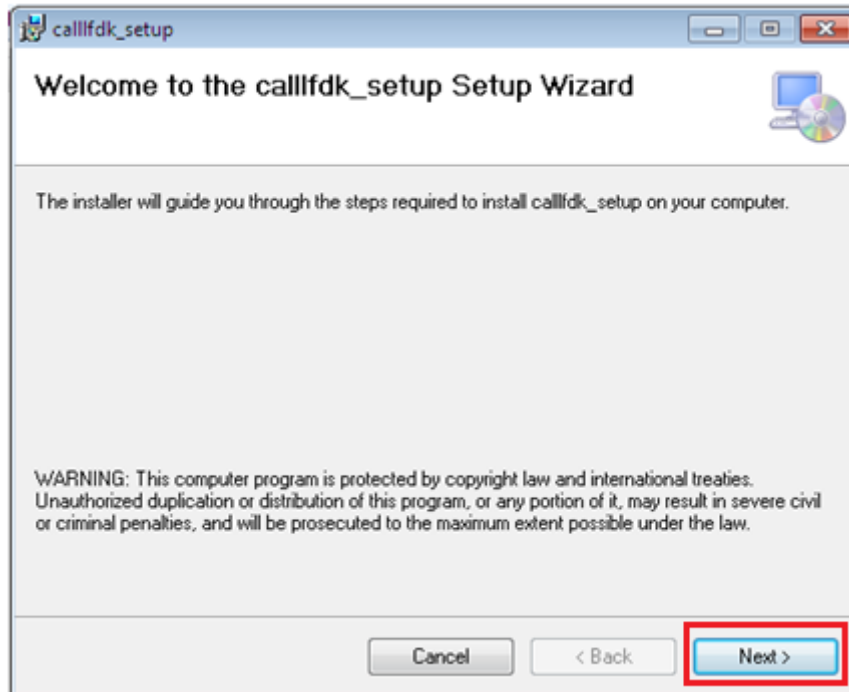 calllfdk_setup
Welcome to the calllfdk_setup Setup Wizard
The installer will guide you through the steps required to install calllfdk_setup on your computer.
WARNING: This computer program is protected by copyright law and international treaties.
Unauthorized duplication or distribution of this program, or any portion of it, may result in severe civil
or criminal penalties, and will be prosecuted to the maximum extent possible under the law.
Cancel < Back Next >